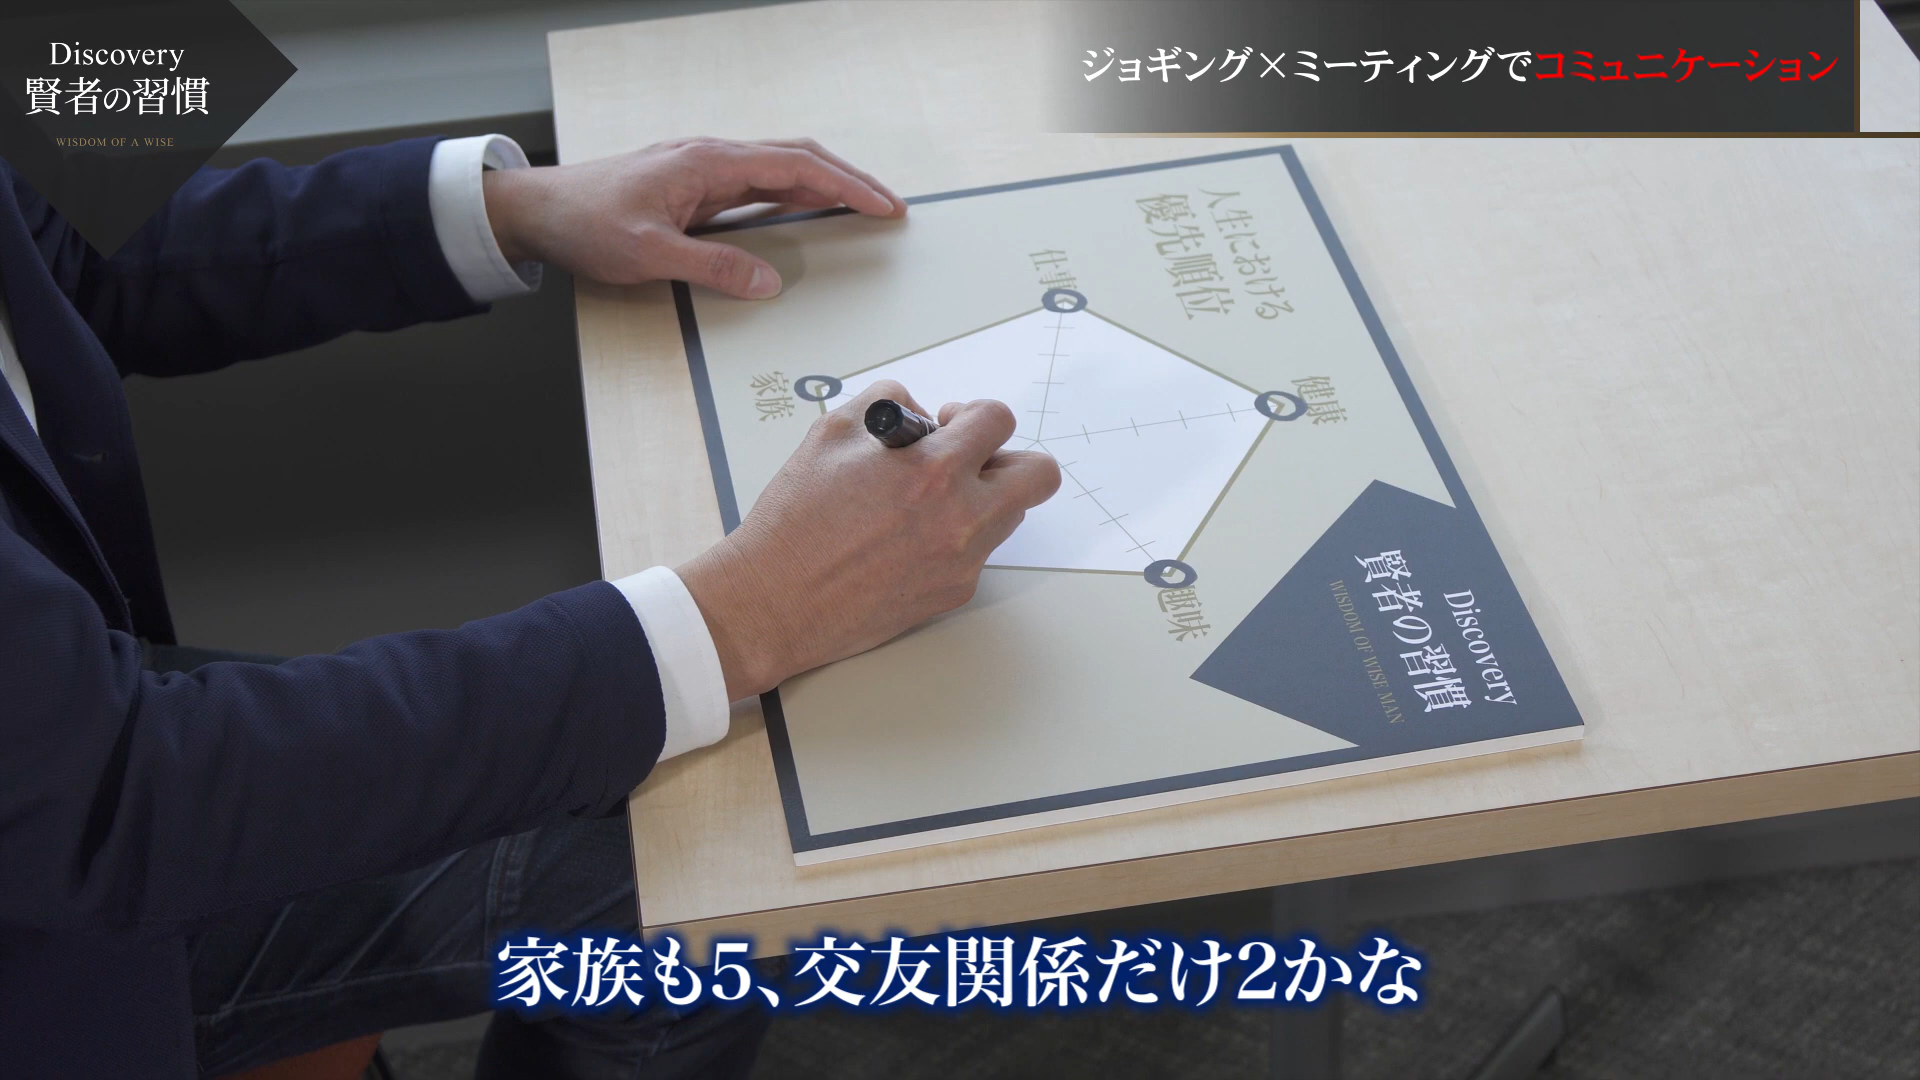 Discovery
賢者の習慣
WISDOM OF A WISE
ジョギング×ミーティングでコミュニケーション
人生における
優先順位
仕事
家族
健康
趣味
Discovery
賢者の習慣
WISDOM OF WISE MAN
家族も5、交友関係だけ2かな